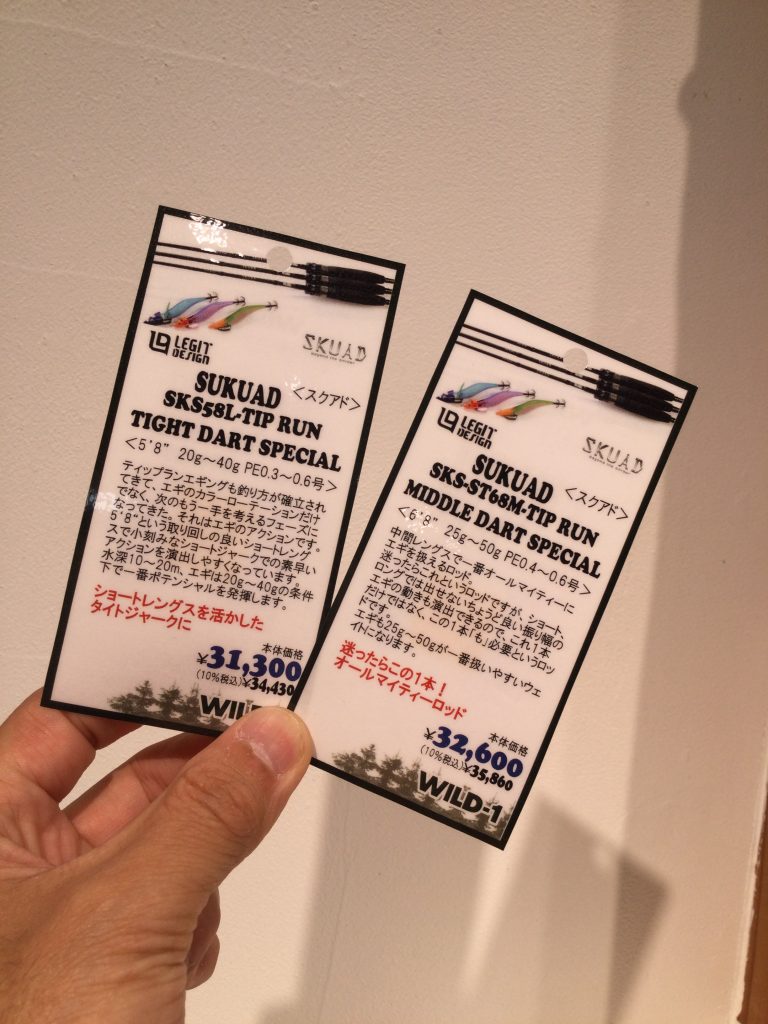 LEGIT DESIGN
SKUAD
SUKUAD <スクアド>
SKS58L-TIP RUN
TIGHT DART SPECIAL
<5'8" 20g～40g PE0.3～0.6号>
ティップランエギングも釣り方が確立され
てきて、エギのカラーローテーションだけ
でなく、次のもう一手を考えるフェーズに
なってきた。それはエギのアクションです。
5'8"という取り回しの良いショートレング
スで小刻みなショートジャークでの素早い
アクションを演出しやすくなっています。
水深10～20m、エギは20g～40gの条件
下で一番ポテンシャルを発揮します。
ショートレングスを活かした
タイトジャークに
本体価格
¥31,300
(10%税込)¥34,430
WILD
LEGIT DESIGN
SKUAD
SUKUAD <スクアド>
SKS-ST68M-TIP RUN
MIDDLE DART SPECIAL
<6'8" 25g～50g PE0.4～0.6号>
中間レングスで一番オールマイティーに
エギを扱えるロッド。
迷ったらこれというロッドですが、ショート、
ロングでは出せないちょうど良い振り幅の
エギの動きも演出できるので、これ1本
だけではなく、この1本「も」必要というロッ
ドです。
エギも25g～50gが一番扱いやすいウェ
イトになります。
迷ったらこの1本！
オールマイティーロッド
本体価格
¥32,600
(10%税込)¥35,860
WILD-1